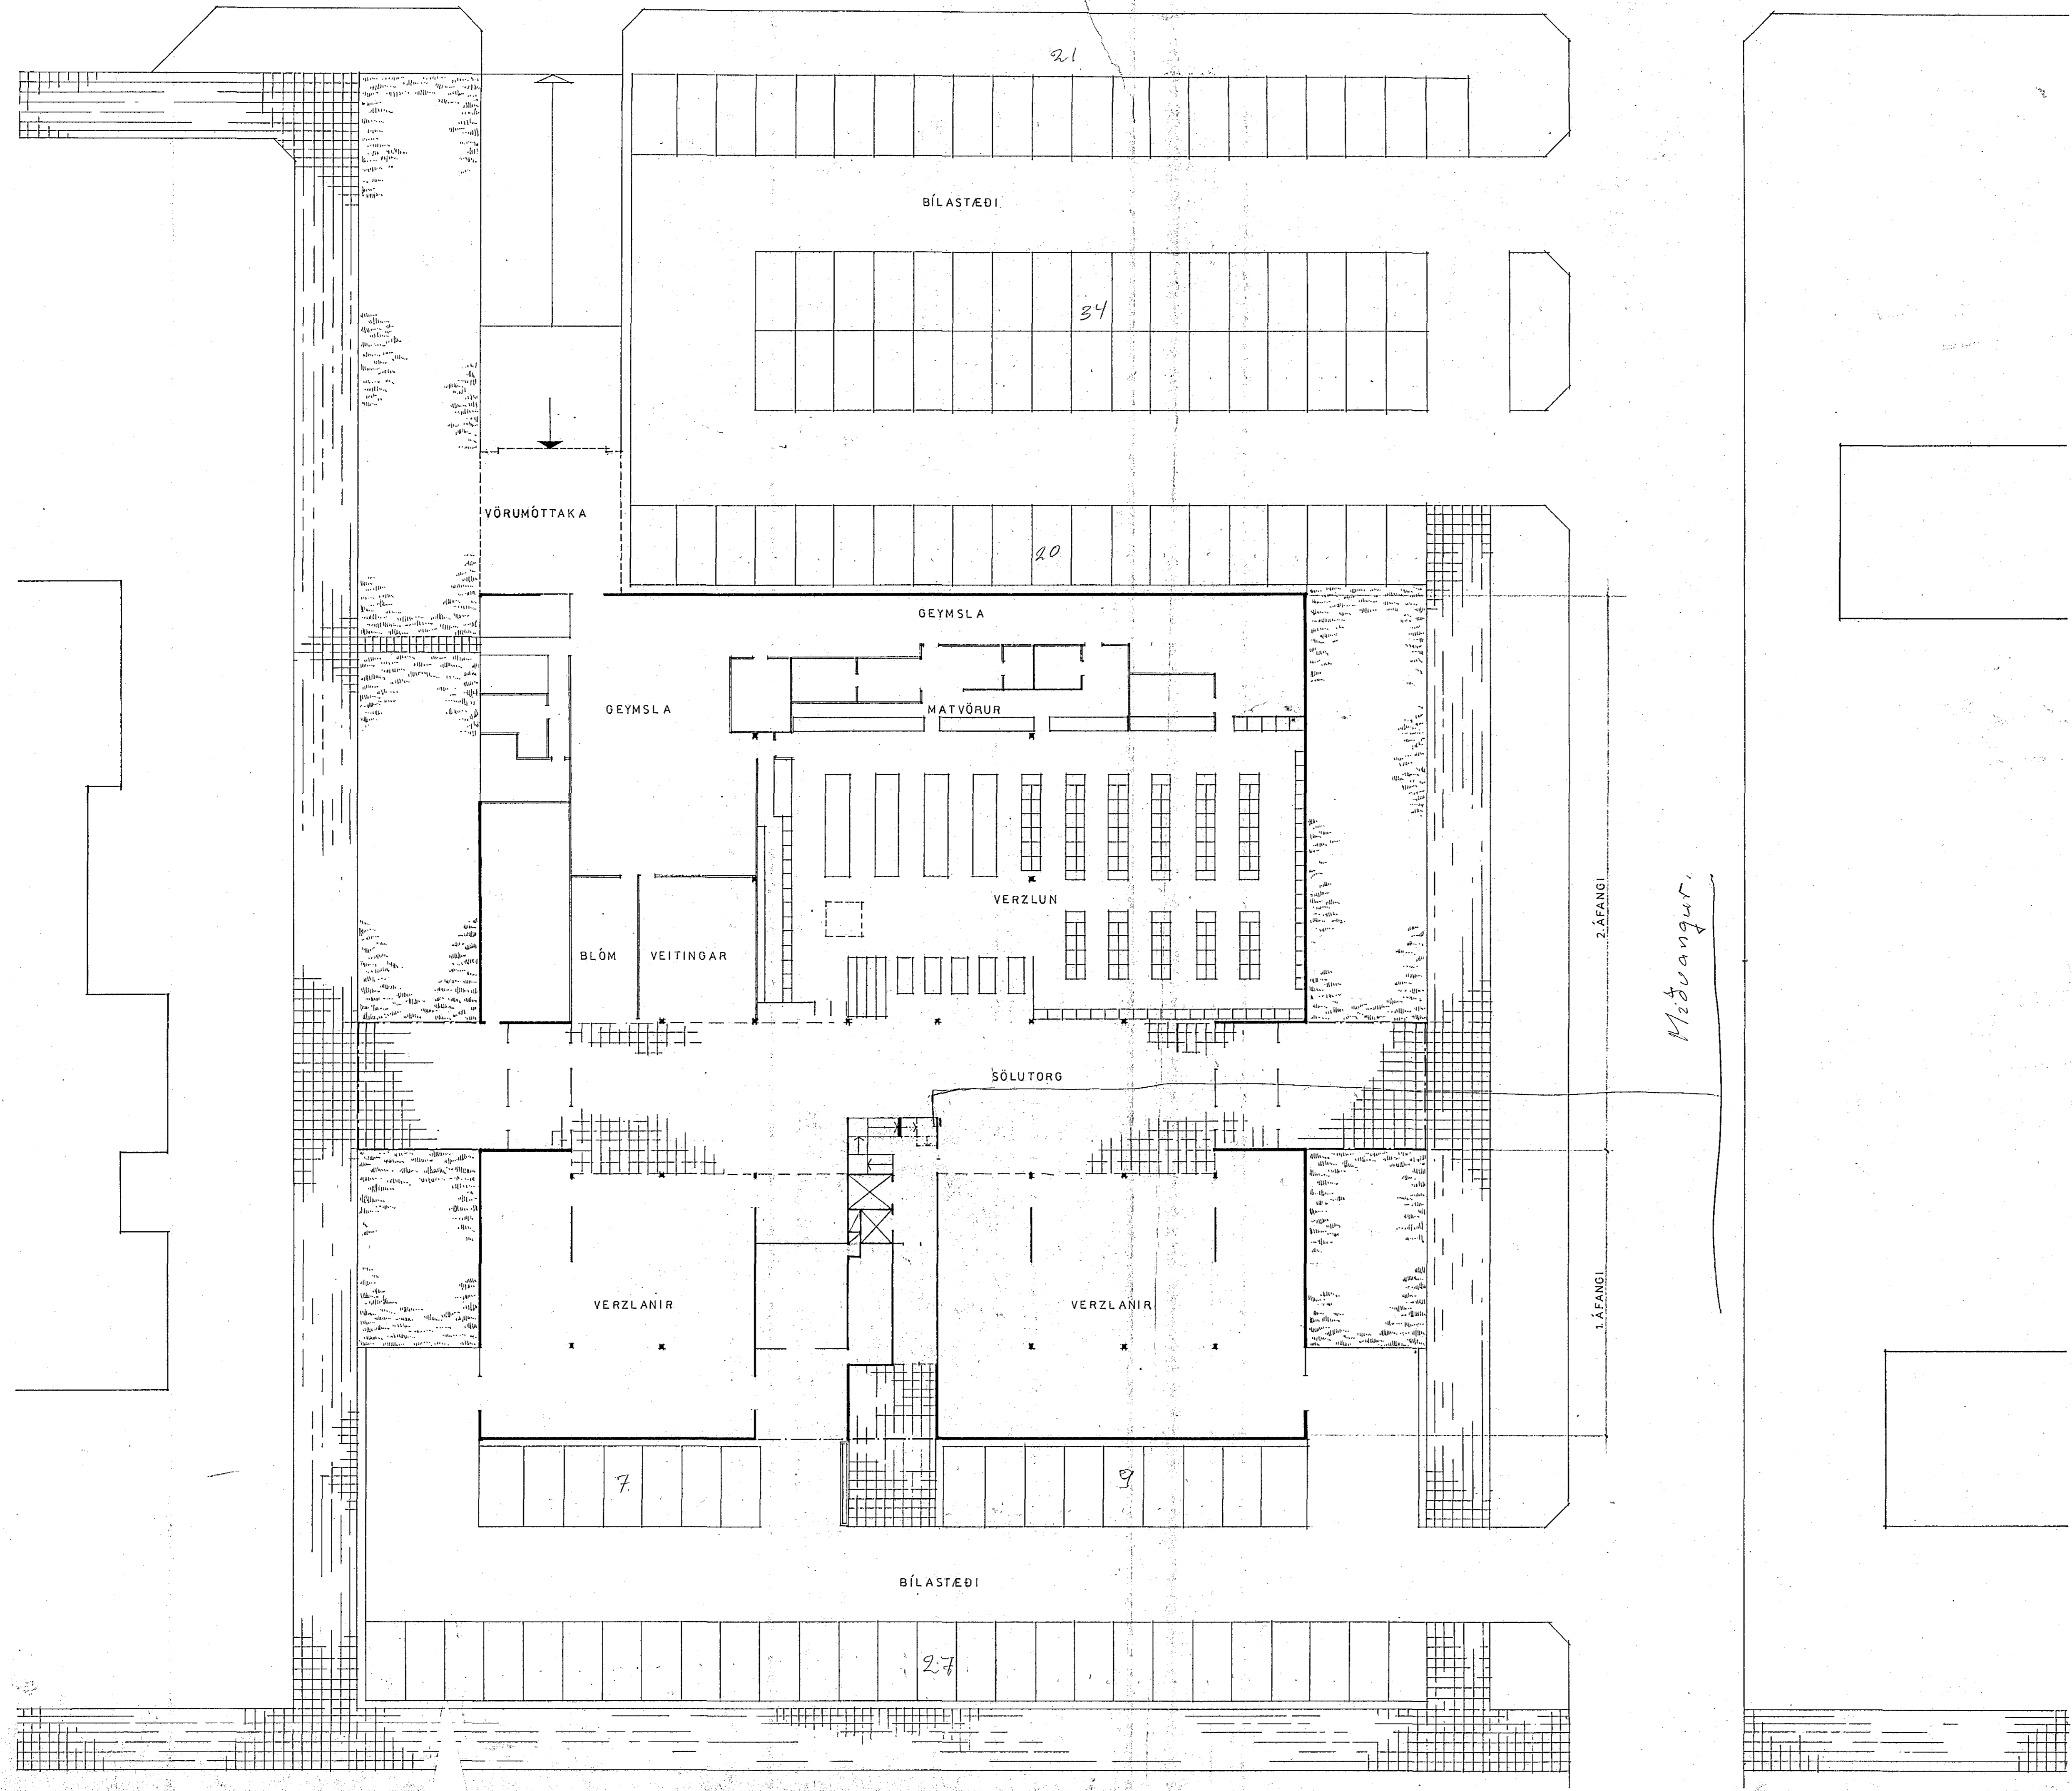 21
BÍLASTÆÐI
34
VÖRUMÓTTAKA
20
GEYMSLA
GEYMSLA
MATVÖRUR
VERZLUN
2. ÁFANGI
BLÓM
VEITINGAR
Miðvangur.
SÖLUTORG
VERZLANIR
VERZLANIR
1. ÁFANGI
7
9
BÍLASTÆÐI
27